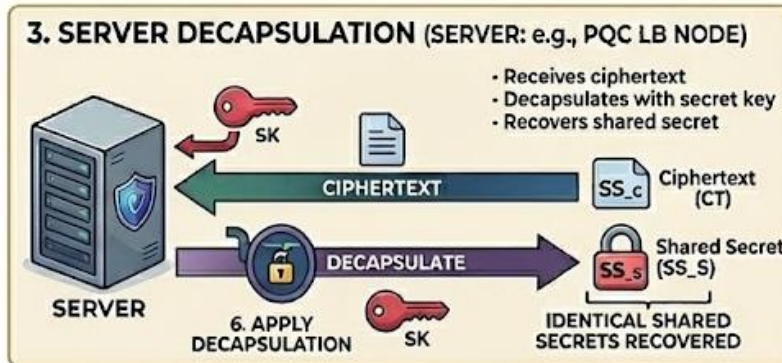 3. SERVER DECAPSULATION (SERVER: e.g., PQC LB NODE)
- Receives ciphertext
- Decapsulates with secret key
- Recovers shared secret
SK
CIPHERTEXT
SS_c
Ciphertext
(CT)
SERVER
DECAPSULATE
SS_s
Shared Secret
(SS_S)
6. APPLY
DECAPSULATION
SK
IDENTICAL SHARED
SECRETS RECOVERED